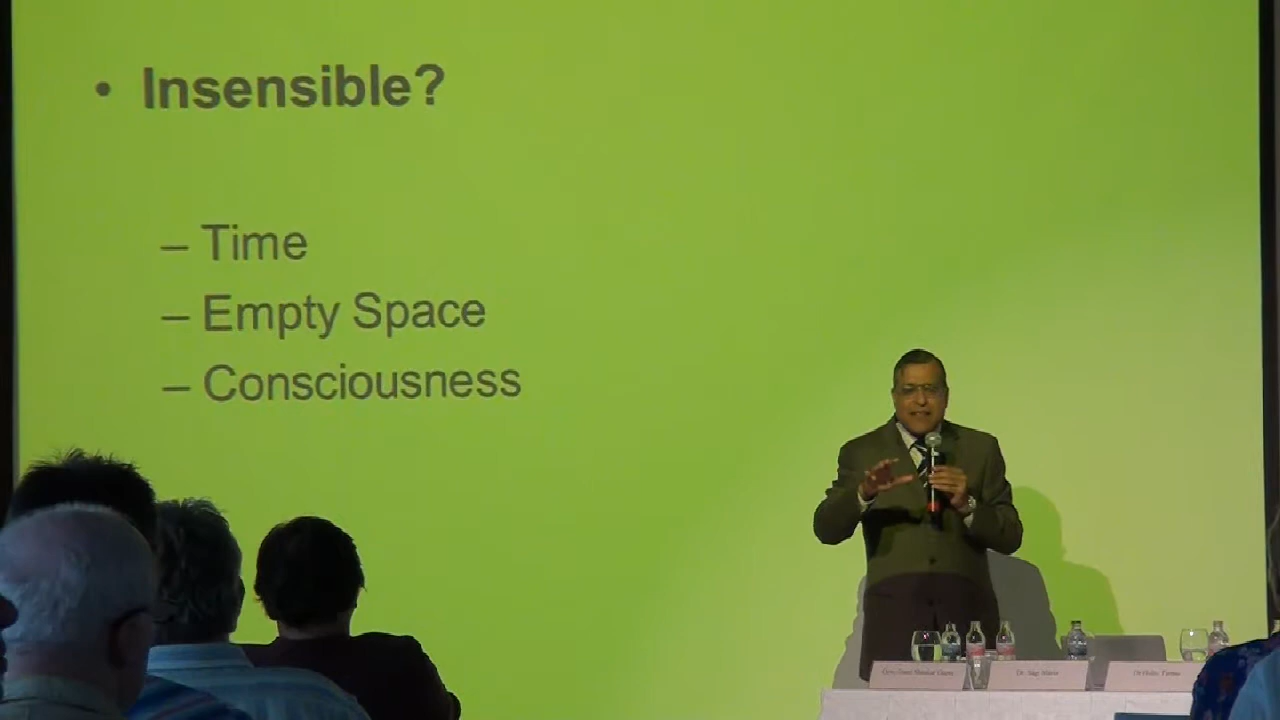 • Insensible?
– Time
– Empty Space
– Consciousness